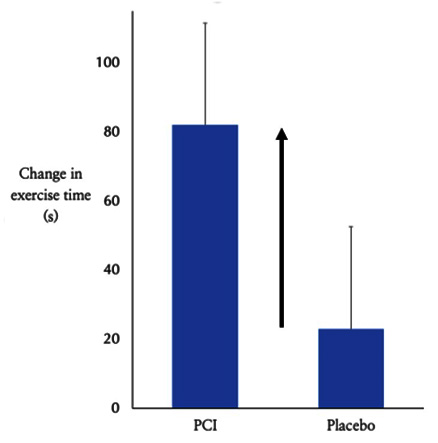 100
80
Change in
exercise time
(s)
60
40
20
0
PCI
Placebo